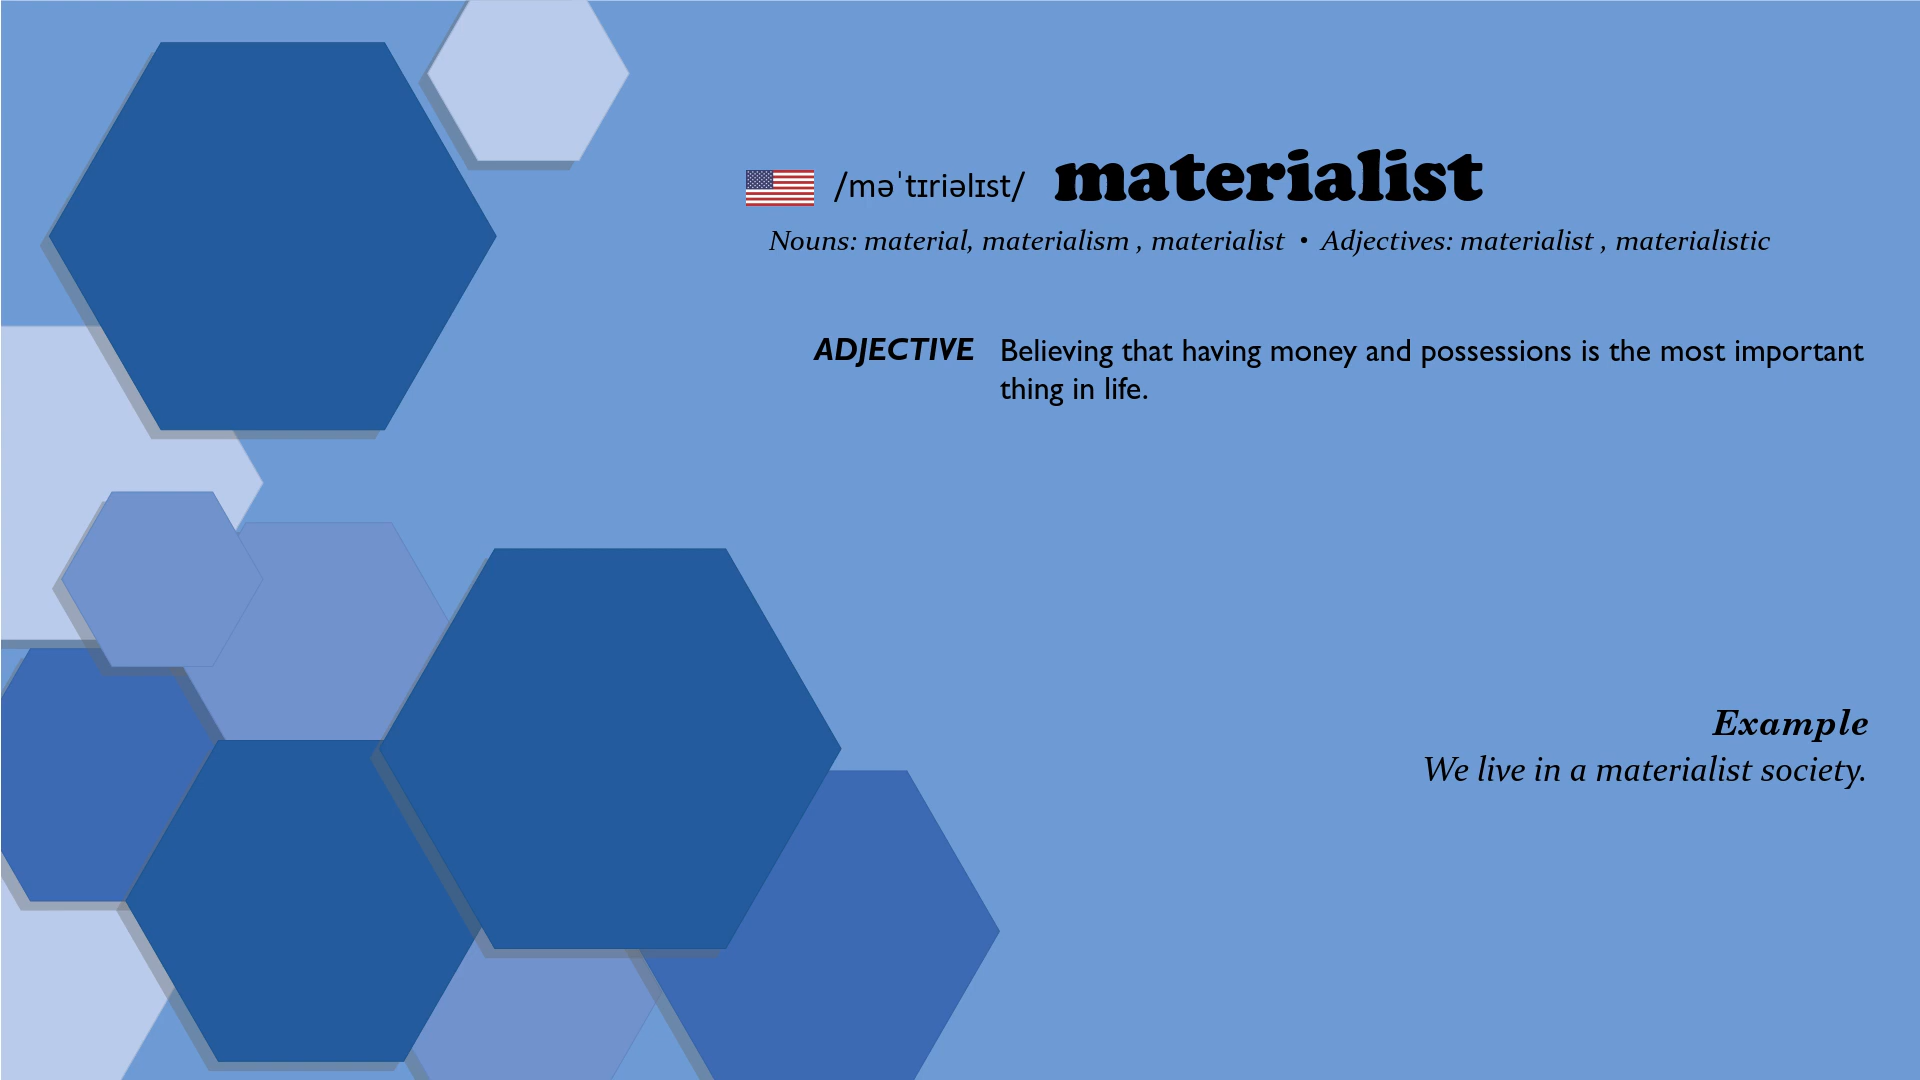 /məˈtɪriəlɪst/ materialist
Nouns: material, materialism , materialist • Adjectives: materialist , materialistic
ADJECTIVE Believing that having money and possessions is the most important
thing in life.
Example
We live in a materialist society.